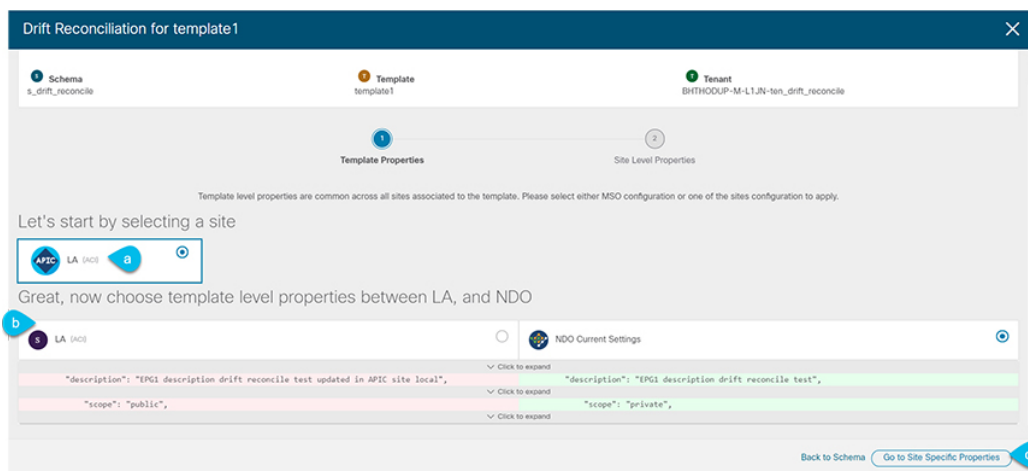 Drift Reconciliation for template1
S Schema
s_drift_reconcile
T Template
template1
T Tenant
BHTHODUP-M-L1JN-ten_drift_reconcile
1
2
Template Properties
Site Level Properties
Template level properties are common across all sites associated to the template. Please select either MSO configuration or one of the sites configuration to apply.
Let's start by selecting a site
APIC LA (ACI) a
Great, now choose template level properties between LA, and NDO
b
S LA (ACI)
NDO Current Settings
Click to expand
"description": "EPG1 description drift reconcile test updated in APIC site local",
"description": "EPG1 description drift reconcile test",
Click to expand
"scope": "public",
"scope": "private",
Click to expand
Back to Schema
Go to Site Specific Properties